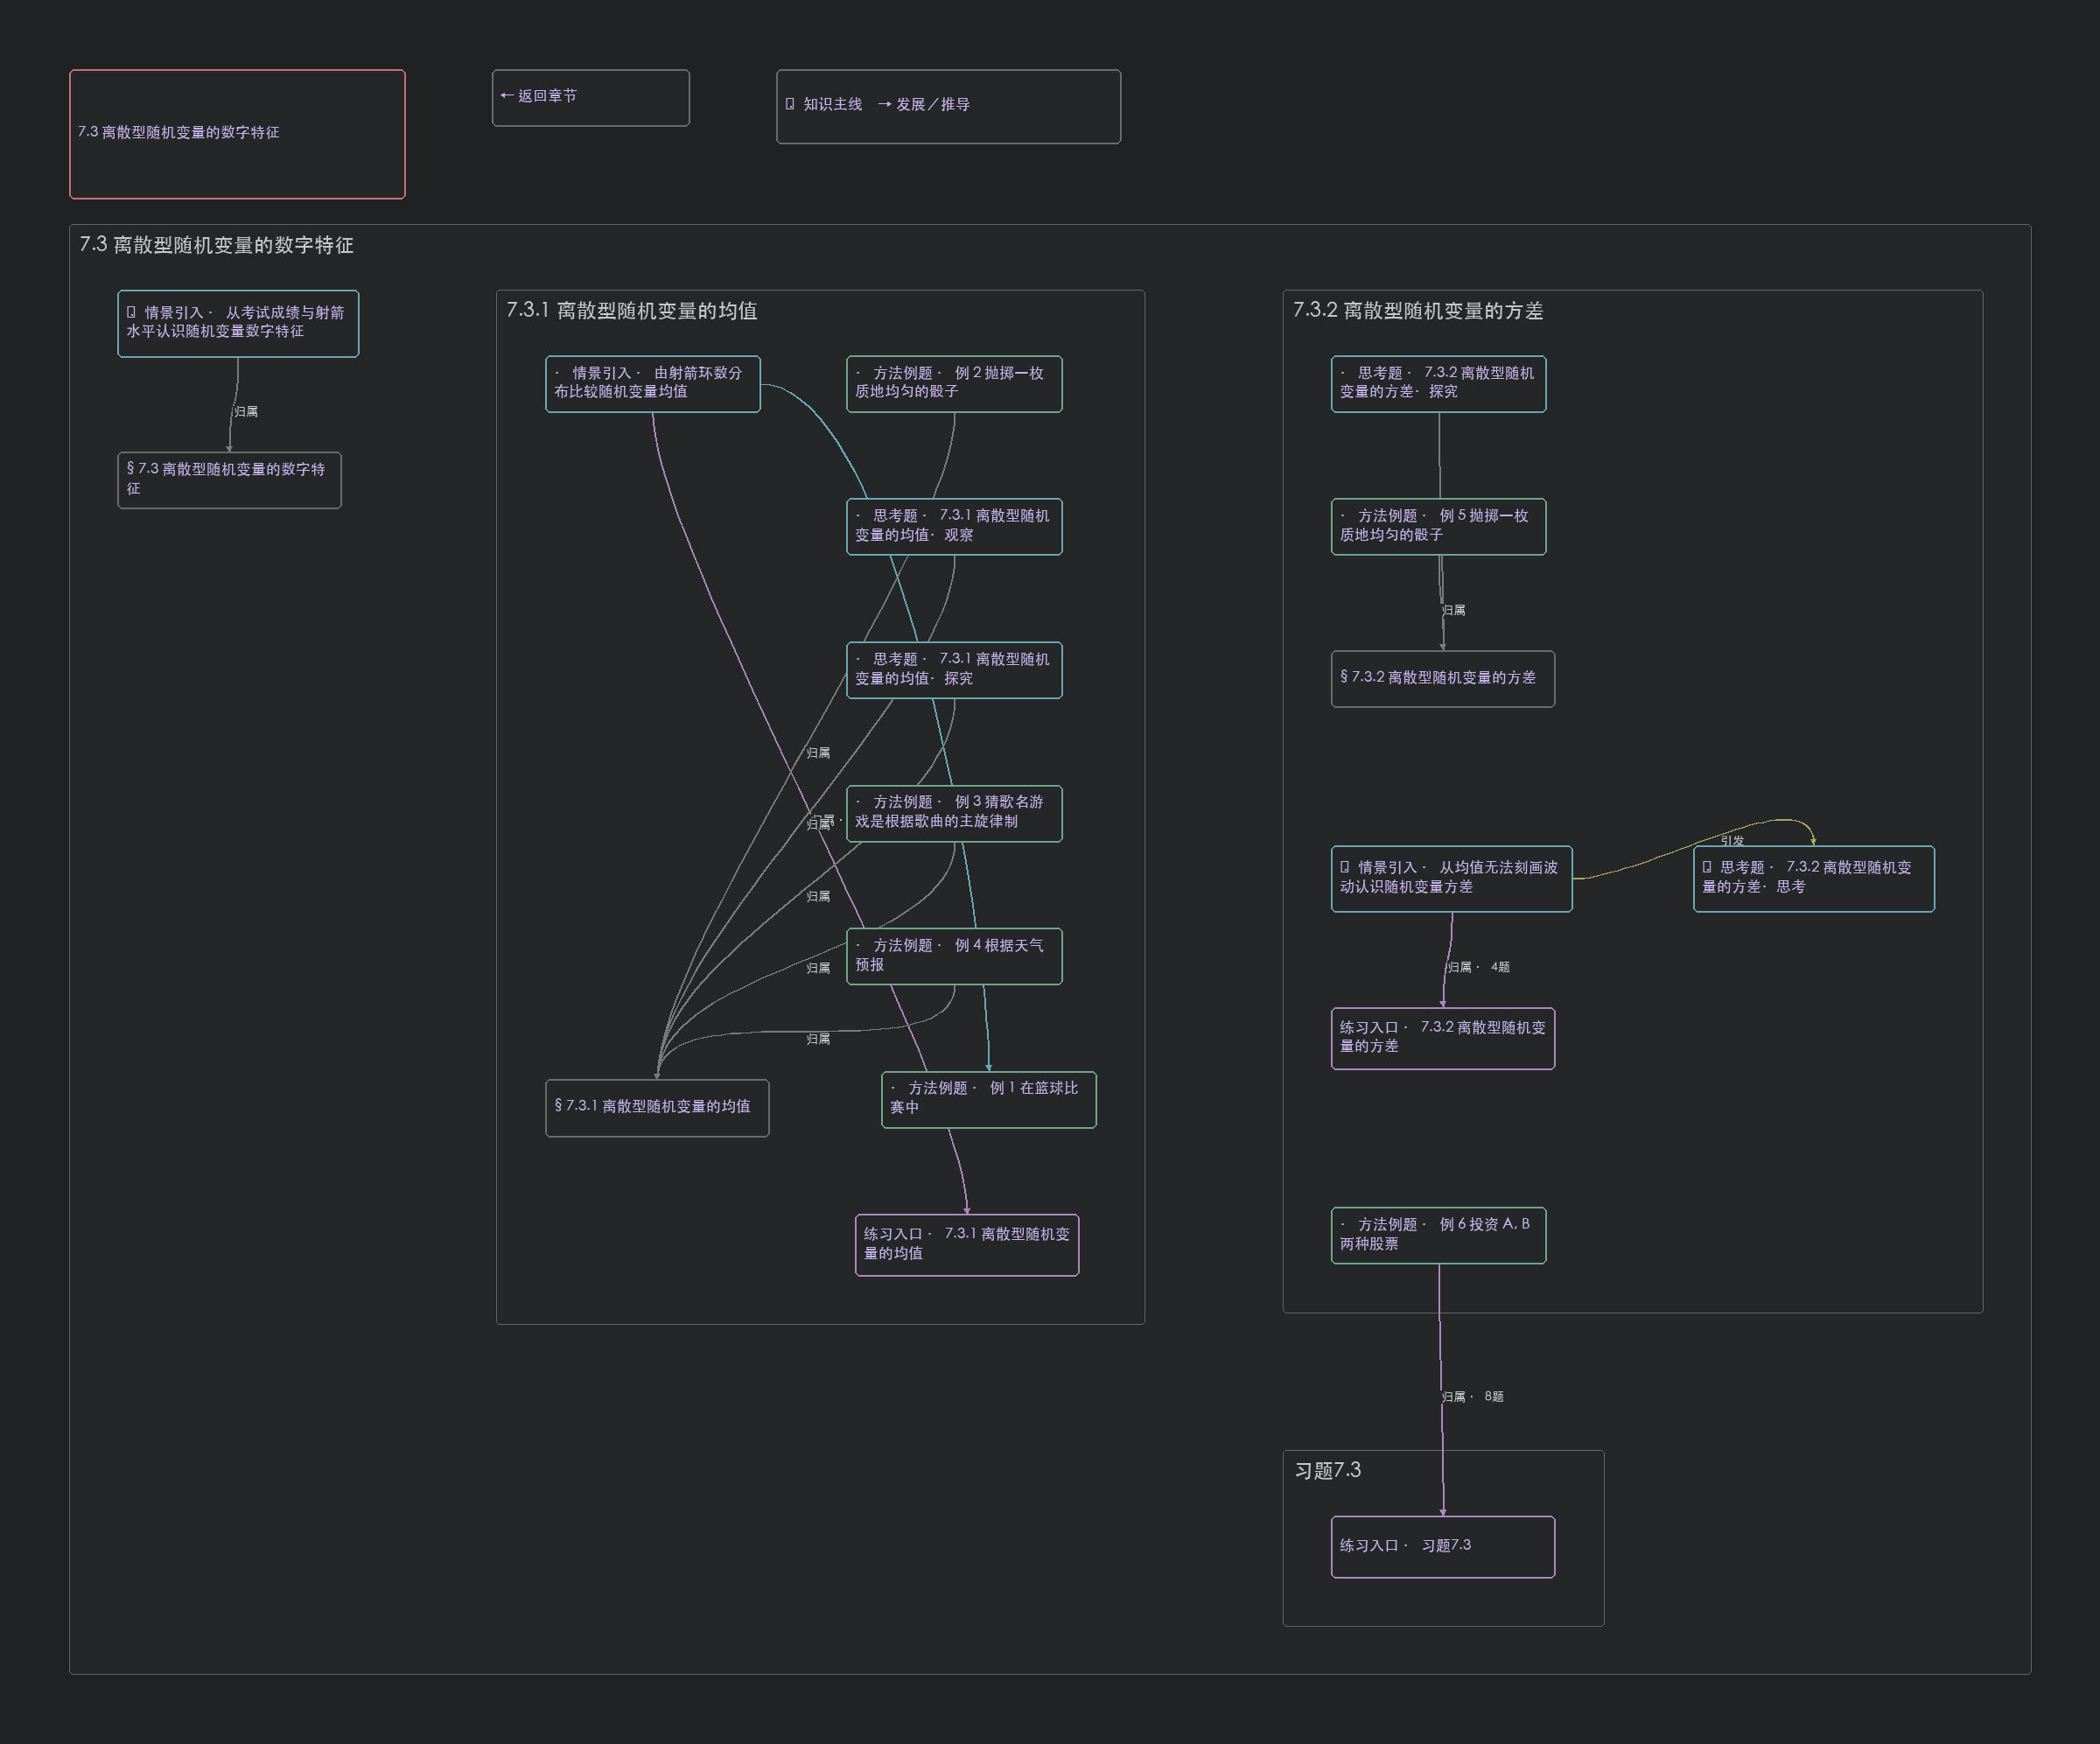 7.3 离散型随机变量的数字特征
← 返回章节
知识主线 → 发展／推导
7.3 离散型随机变量的数字特征
情景引入· 从考试成绩与射箭
水平认识随机变量数字特征
归属
§ 7.3 离散型随机变量的数字特
征
7.3.1 离散型随机变量的均值
· 情景引入· 由射箭环数分
布比较随机变量均值
· 方法例题· 例 2 抛掷一枚
质地均匀的骰子
· 思考题· 7.3.1 离散型随机
变量的均值· 观察
· 思考题· 7.3.1 离散型随机
变量的均值· 探究
归属
· 方法例题· 例 3 猜歌名游
戏是根据歌曲的主旋律制
归属
归属
· 方法例题· 例 4 根据天气
预报
归属
归属
· 方法例题· 例 1 在篮球比
赛中
§ 7.3.1 离散型随机变量的均值
练习入口· 7.3.1 离散型随机变
量的均值
7.3.2 离散型随机变量的方差
· 思考题· 7.3.2 离散型随机
变量的方差· 探究
· 方法例题· 例 5 抛掷一枚
质地均匀的骰子
归属
§ 7.3.2 离散型随机变量的方差
引发
情景引入· 从均值无法刻画波
动认识随机变量方差
思考题· 7.3.2 离散型随机变
量的方差· 思考
归属· 4题
练习入口· 7.3.2 离散型随机变
量的方差
· 方法例题· 例 6 投资 A, B
两种股票
归属· 8题
习题7.3
练习入口· 习题7.3